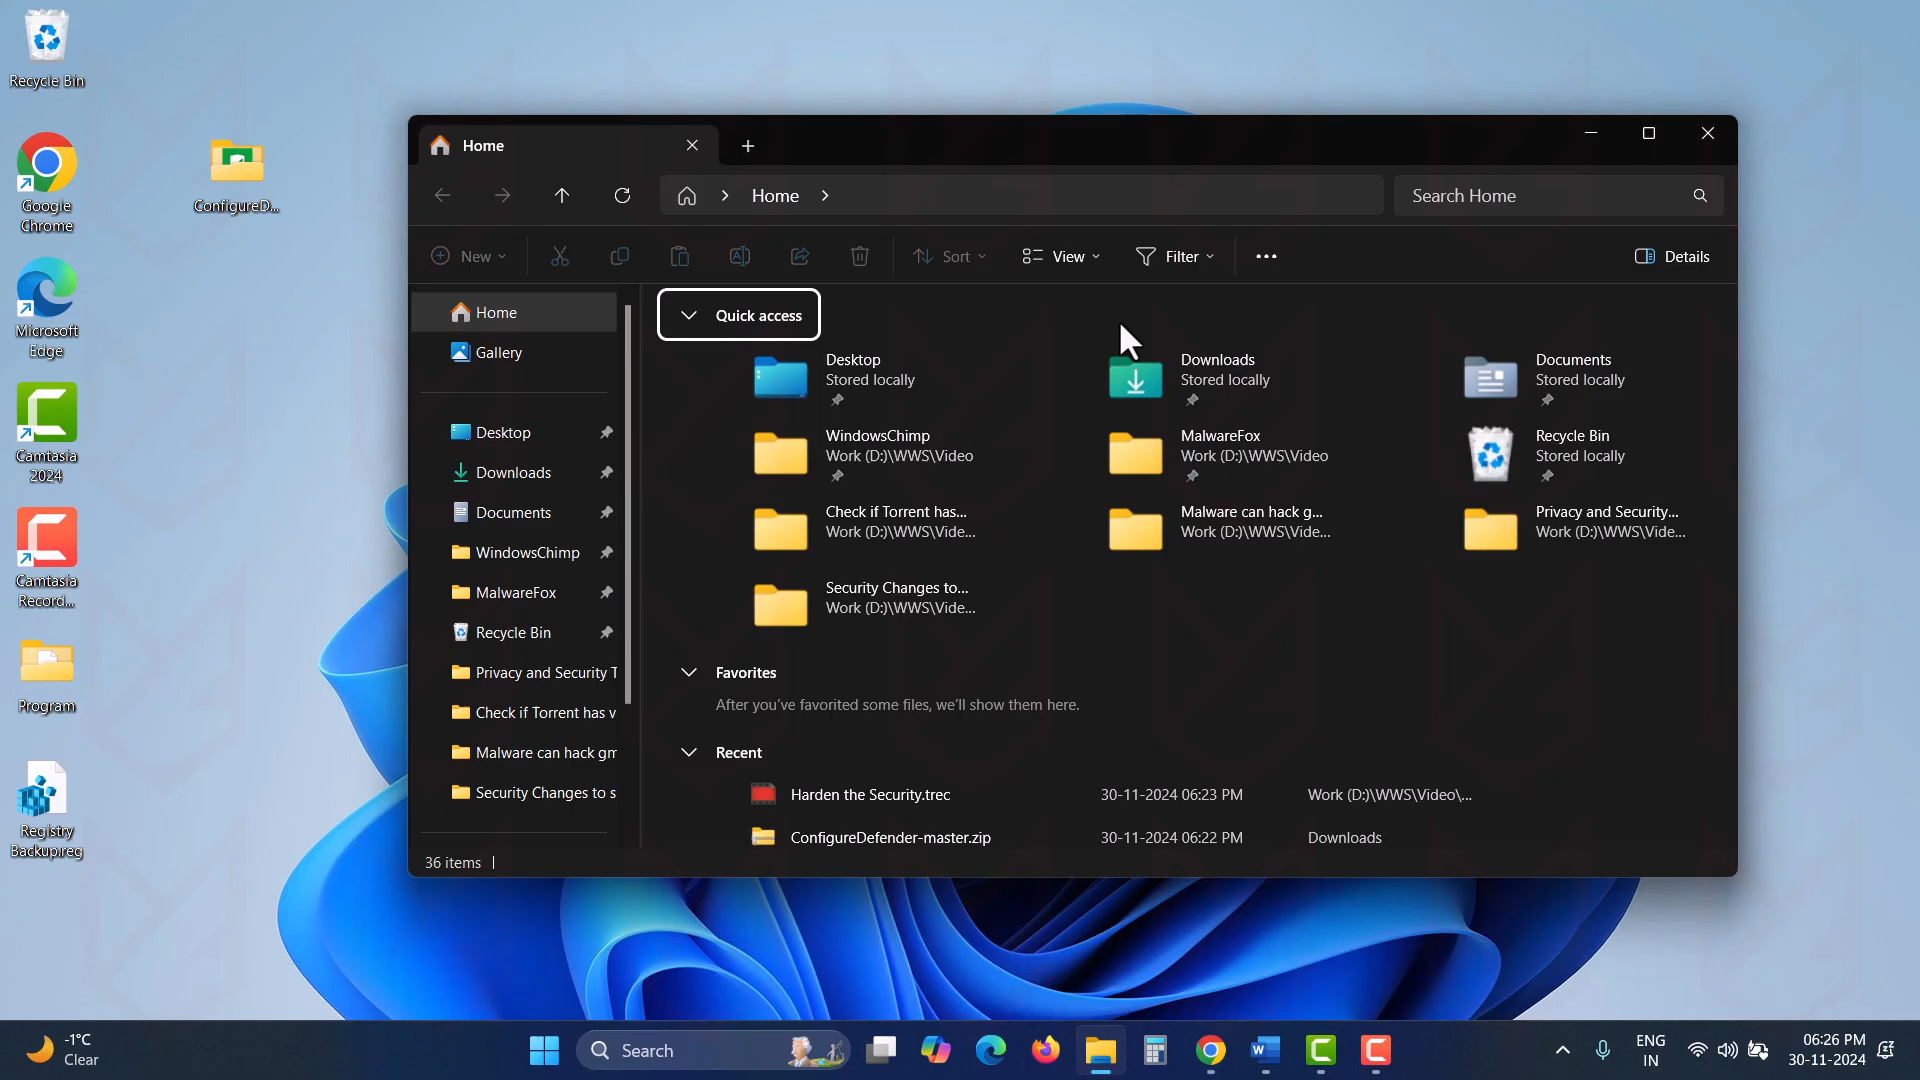 Recycle Bin
Google
Chrome
ConfigureD...
Microsoft
Edge
Camtasia
2024
Camtasia
Record...
Program
Registry
Backup.reg
Home
Home
Search Home
New
Sort
View
Filter
Details
Home
Gallery
Desktop
Downloads
Documents
WindowsChimp
MalwareFox
Recycle Bin
Privacy and Security T
Check if Torrent has v
Malware can hack gm
Security Changes to s
Quick access
Desktop
Stored locally
Downloads
Stored locally
Documents
Stored locally
WindowsChimp
Work (D:)\WWS\Video
MalwareFox
Work (D:)\WWS\Video
Recycle Bin
Stored locally
Check if Torrent has...
Work (D:)\WWS\Vide...
Malware can hack g...
Work (D:)\WWS\Vide...
Privacy and Security...
Work (D:)\WWS\Vide...
Security Changes to...
Work (D:)\WWS\Vide...
Favorites
After you've favorited some files, we'll show them here.
Recent
Harden the Security.trec 30-11-2024 06:23 PM Work (D:)\WWS\Video\...
ConfigureDefender-master.zip 30-11-2024 06:22 PM Downloads
36 items
-1°C
Clear
Search
ENG
IN
06:26 PM
30-11-2024